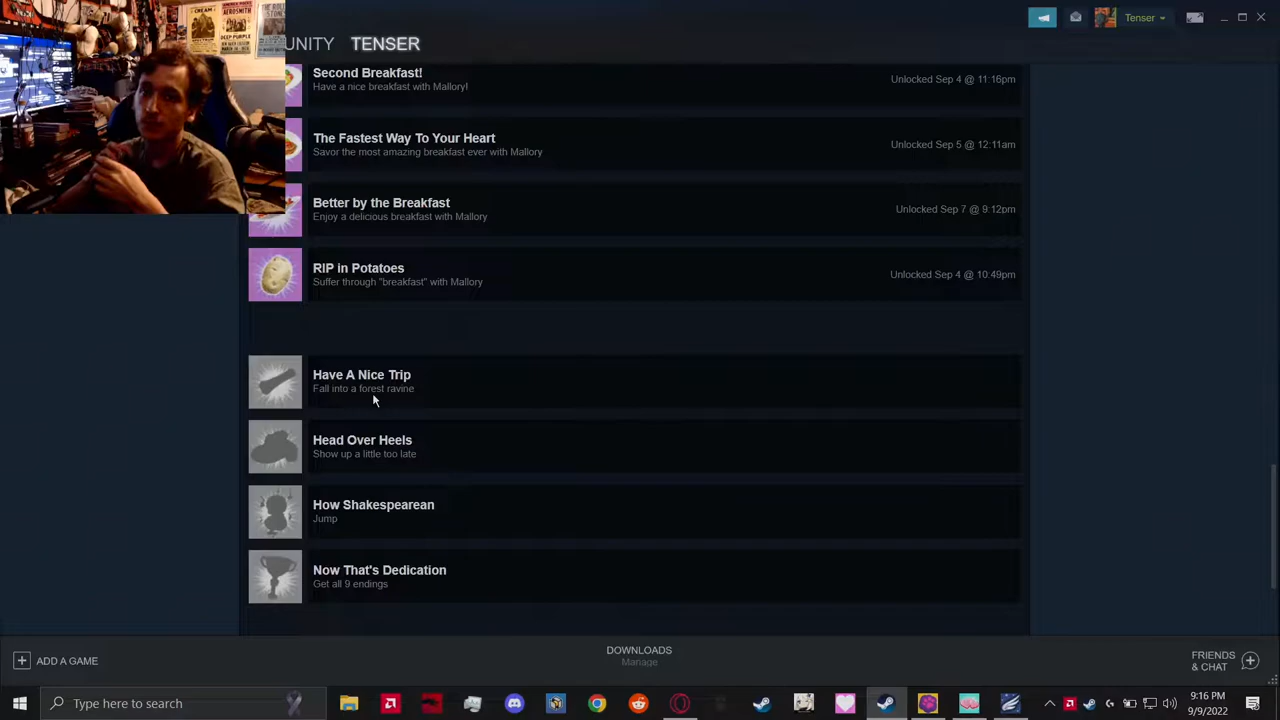 CREAM
AEROSMITH
DEEP PURPLE
UNITY TENSER
Tenser
Second Breakfast!
Have a nice breakfast with Mallory!
Unlocked Sep 4 @ 11:16pm
The Fastest Way To Your Heart
Savor the most amazing breakfast ever with Mallory
Unlocked Sep 5 @ 12:11am
Better by the Breakfast
Enjoy a delicious breakfast with Mallory
Unlocked Sep 7 @ 9:12pm
RIP in Potatoes
Suffer through "breakfast" with Mallory
Unlocked Sep 4 @ 10:49pm
Have A Nice Trip
Fall into a forest ravine
Head Over Heels
Show up a little too late
How Shakespearean
Jump
Now That's Dedication
Get all 9 endings
ADD A GAME
DOWNLOADS
Manage
FRIENDS
& CHAT
Type here to search
9:16 PM
9/9/2022